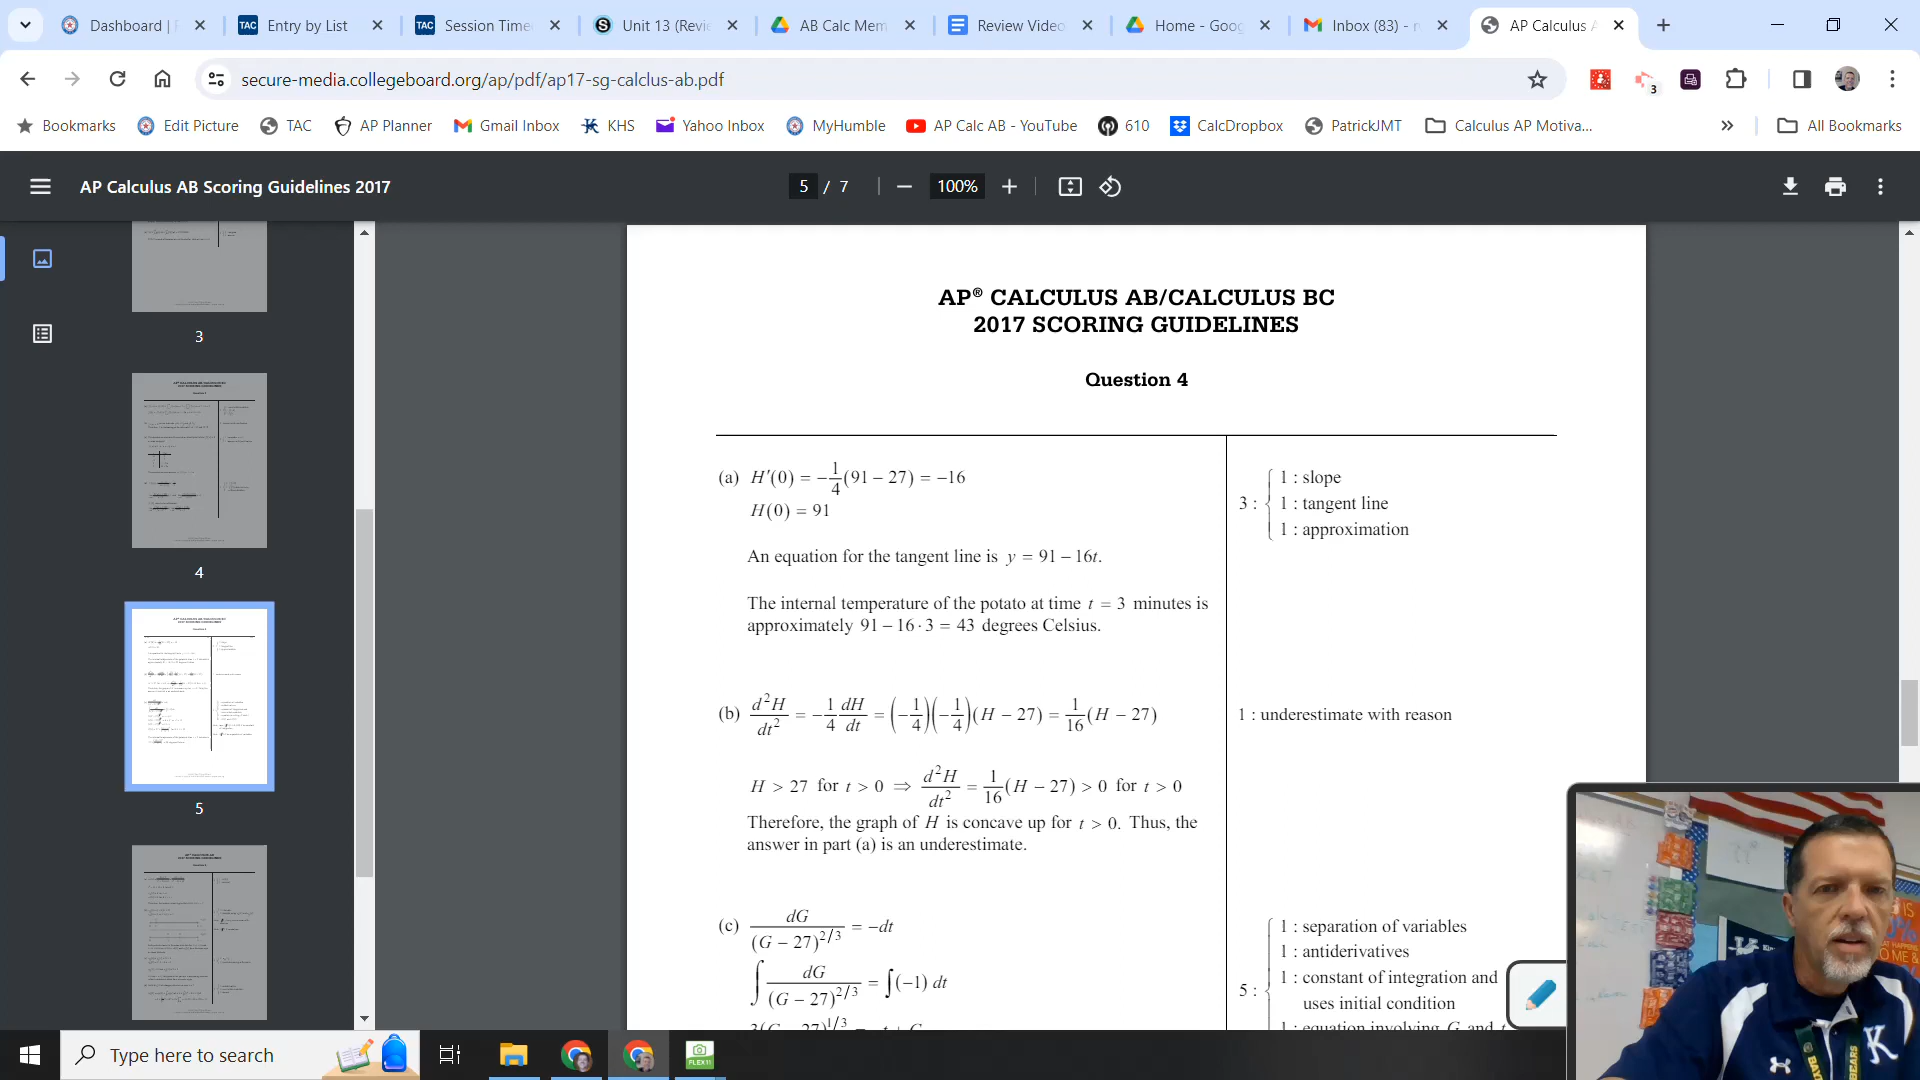 Dashboard |
Entry by List
Session Time
Unit 13 (Revi
AB Calc Mem
Review Video
Home - Goog
Inbox (83) - r
AP Calculus A
secure-media.collegeboard.org/ap/pdf/ap17-sg-calclus-ab.pdf
3
Bookmarks
Edit Picture
TAC
AP Planner
Gmail Inbox
KHS
Yahoo Inbox
MyHumble
AP Calc AB - YouTube
610
CalcDropbox
PatrickJMT
Calculus AP Motiva...
All Bookmarks
AP Calculus AB Scoring Guidelines 2017
5 / 7
100%
3
4
5
AP® CALCULUS AB/CALCULUS BC
2017 SCORING GUIDELINES
Question 4
(a) H′(0) = −1/4(91 − 27) = −16
H(0) = 91
An equation for the tangent line is y = 91 − 16t.
The internal temperature of the potato at time t = 3 minutes is
approximately 91 − 16 · 3 = 43 degrees Celsius.
3 : { 1 : slope
1 : tangent line
1 : approximation
(b) d²H/dt² = −1/4 dH/dt = (−1/4)(−1/4)(H − 27) = 1/16(H − 27)
H > 27 for t > 0 ⇒ d²H/dt² = 1/16(H − 27) > 0 for t > 0
Therefore, the graph of H is concave up for t > 0. Thus, the
answer in part (a) is an underestimate.
1 : underestimate with reason
(c) dG/(G − 27)^2/3 = −dt
∫ dG/(G − 27)^2/3 = ∫(−1) dt
5 : { 1 : separation of variables
1 : antiderivatives
1 : constant of integration and
uses initial condition
1 : equation involving G and t
Type here to search
FLEX11
K
BEARS